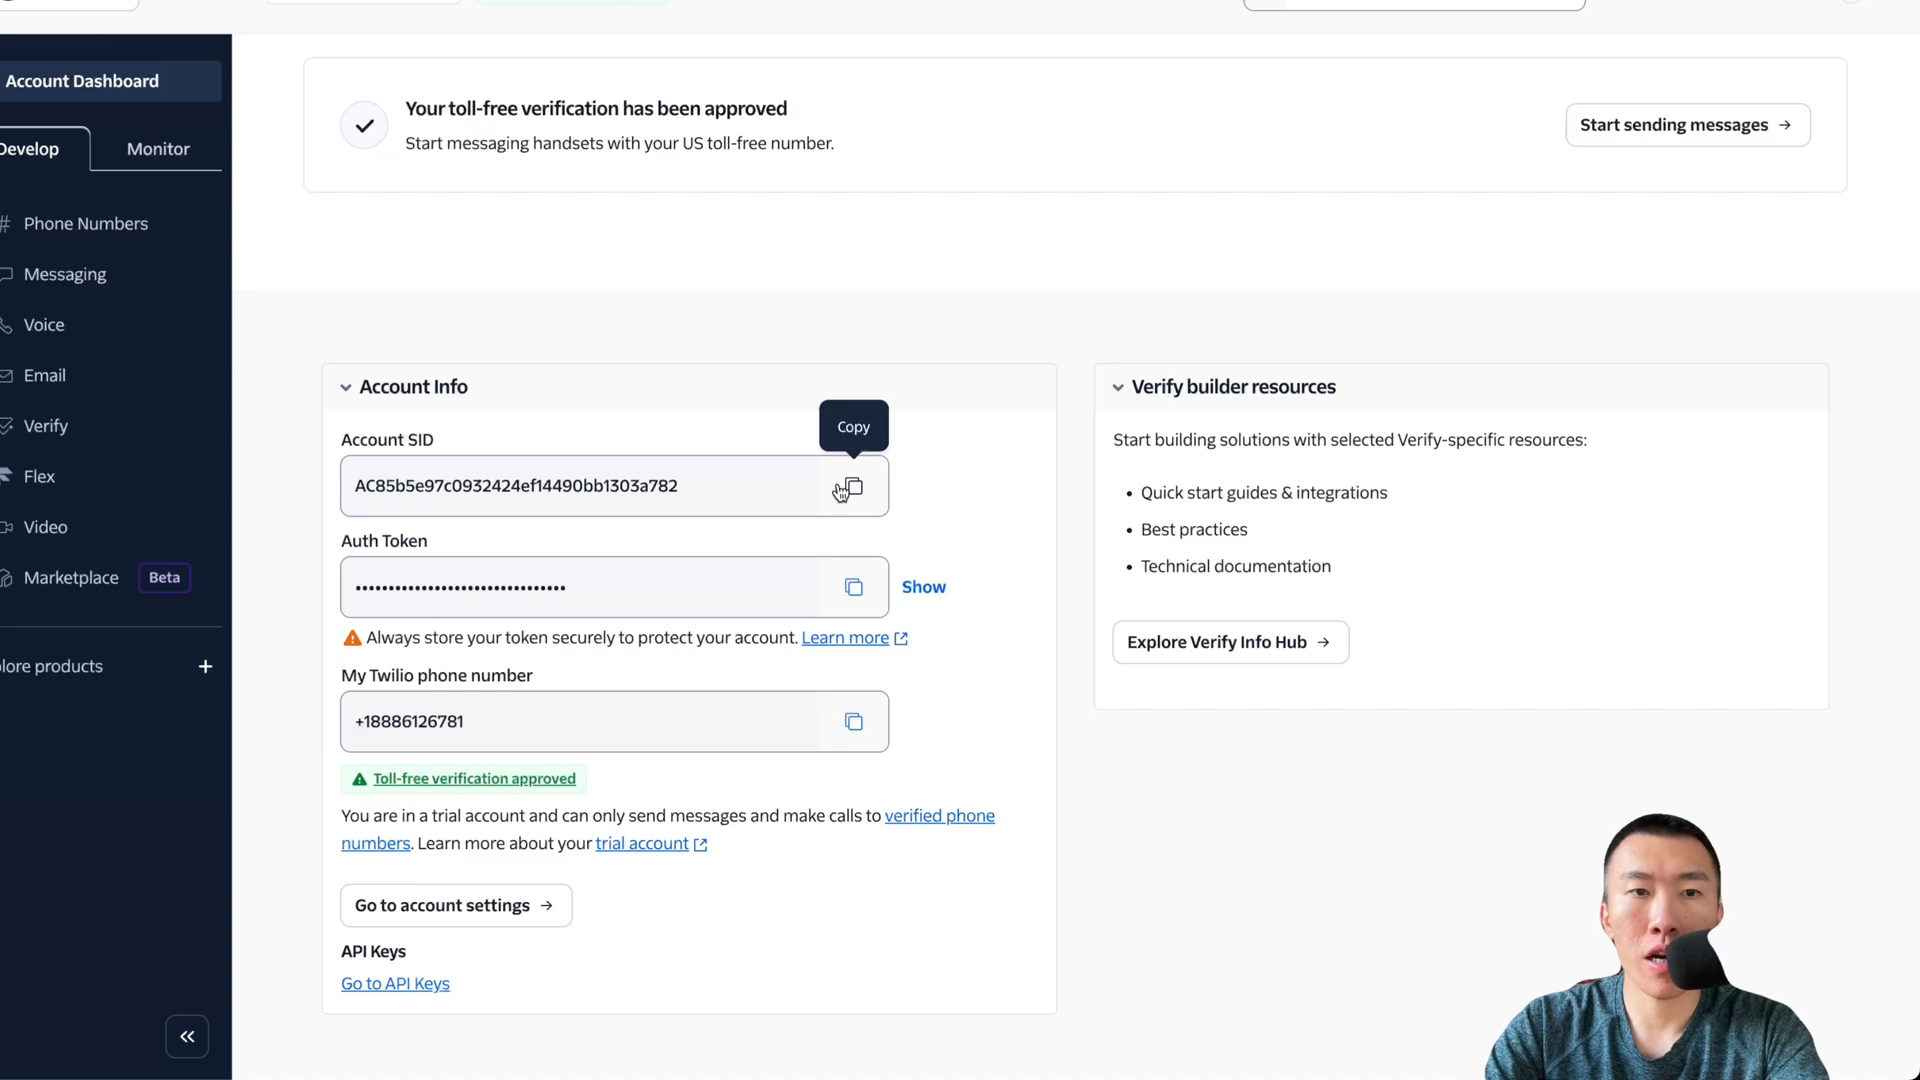 Account Dashboard
Develop
Monitor
Phone Numbers
Messaging
Voice
Email
Verify
Flex
Video
Marketplace
Beta
lore products
+
Your toll-free verification has been approved
Start messaging handsets with your US toll-free number.
Start sending messages →
Account Info
Copy
Account SID
AC85b5e97c0932424ef14490bb1303a782
Auth Token
••••••••••••••••••••••••••••••••
Show
Always store your token securely to protect your account. Learn more
My Twilio phone number
+18886126781
Toll-free verification approved
You are in a trial account and can only send messages and make calls to verified phone
numbers. Learn more about your trial account
Go to account settings →
API Keys
Go to API Keys
Verify builder resources
Start building solutions with selected Verify-specific resources:
• Quick start guides & integrations
• Best practices
• Technical documentation
Explore Verify Info Hub →